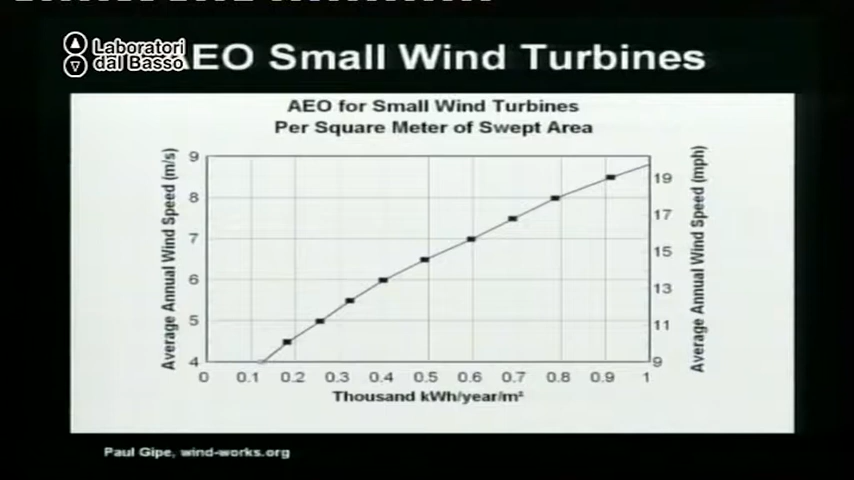 Laboratori
dal Basso
AEO Small Wind Turbines
AEO for Small Wind Turbines
Per Square Meter of Swept Area
Average Annual Wind Speed (m/s)
9
8
7
6
5
4
19
17
15
13
11
9
Average Annual Wind Speed (mph)
0 0.1 0.2 0.3 0.4 0.5 0.6 0.7 0.8 0.9 1
Thousand kWh/year/m²
Paul Gipe, wind-works.org